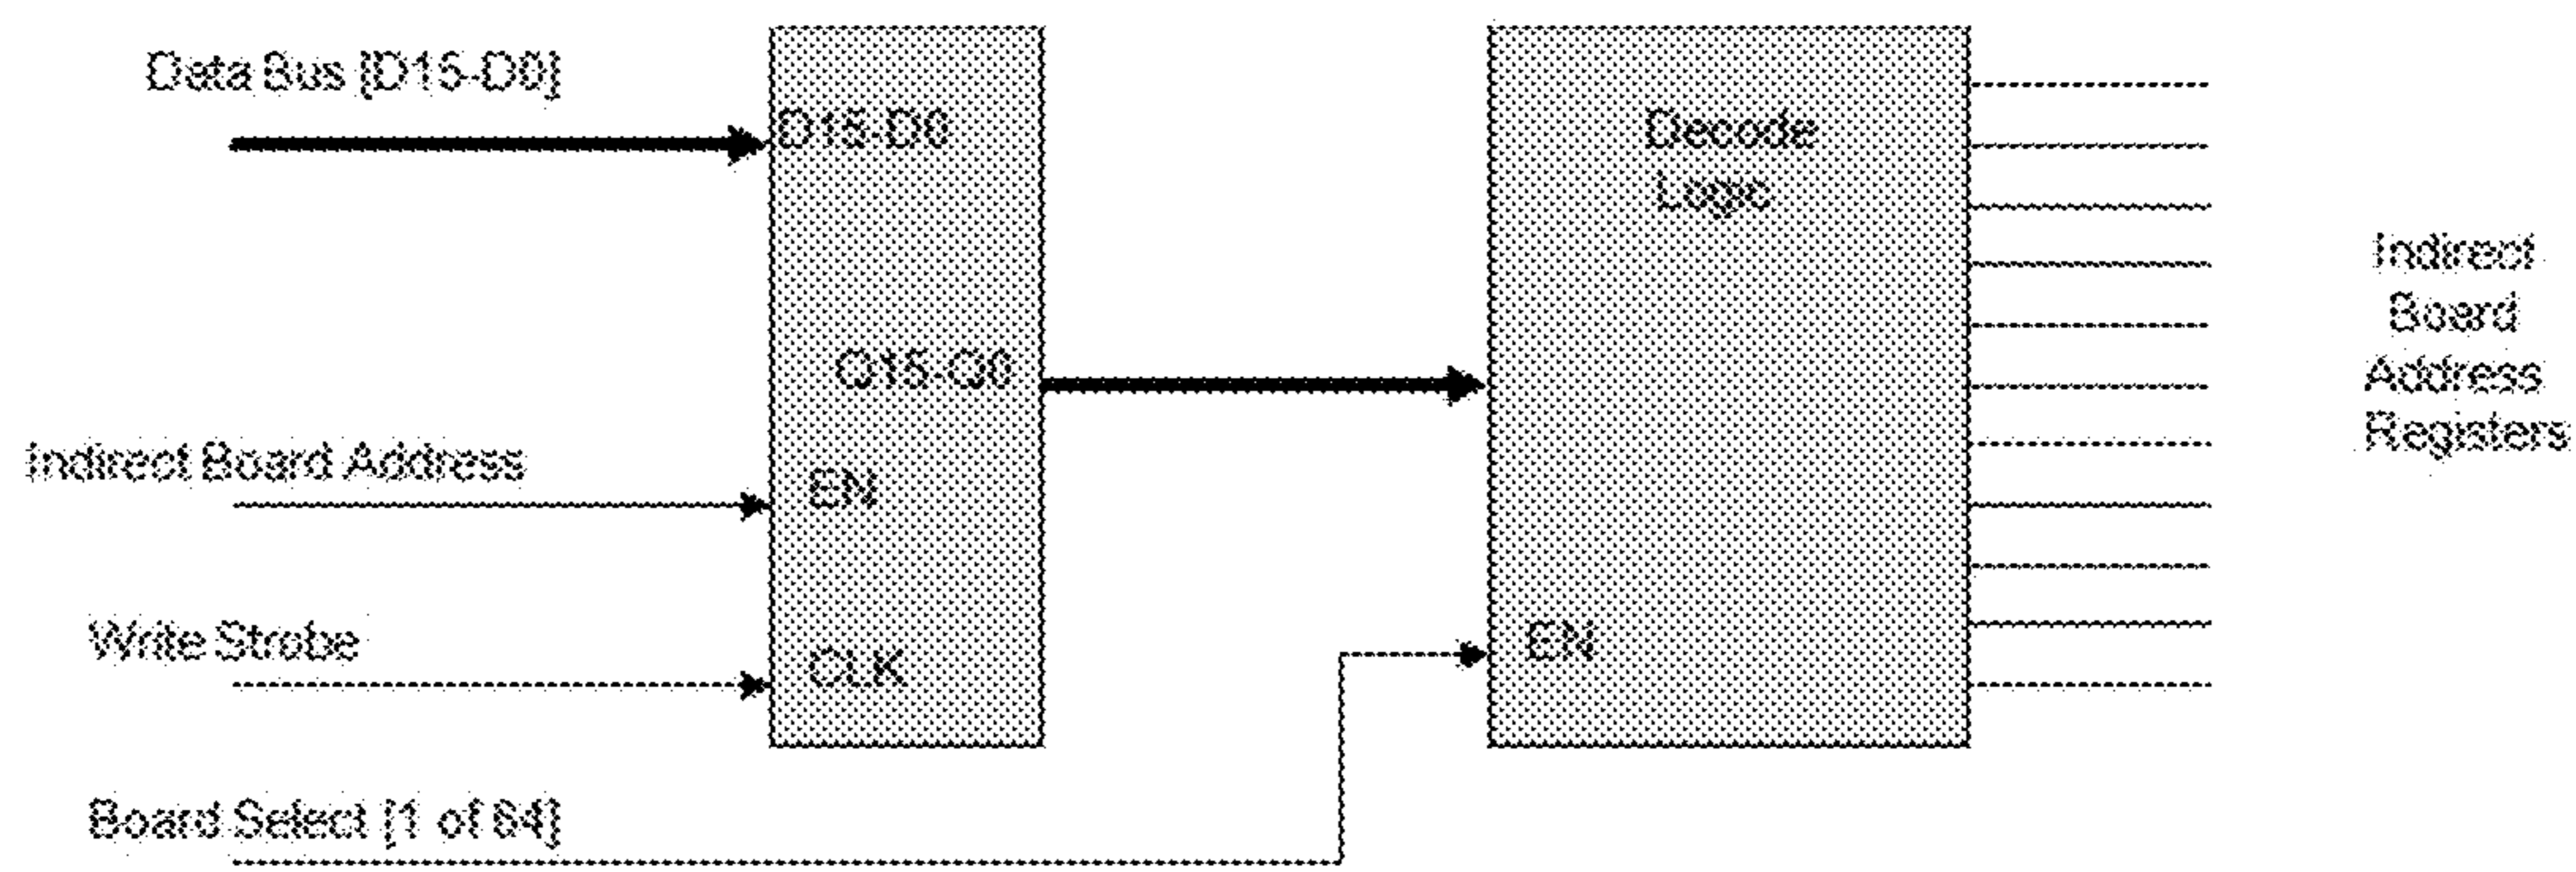 Data Bus [D15-D0]
D15-D0
Decode
Logic
Indirect
Board
Address
Registers
Q15-Q0
Indirect Board Address
EN
Write Strobe
CLK
EN
Board Select [1 of 64]